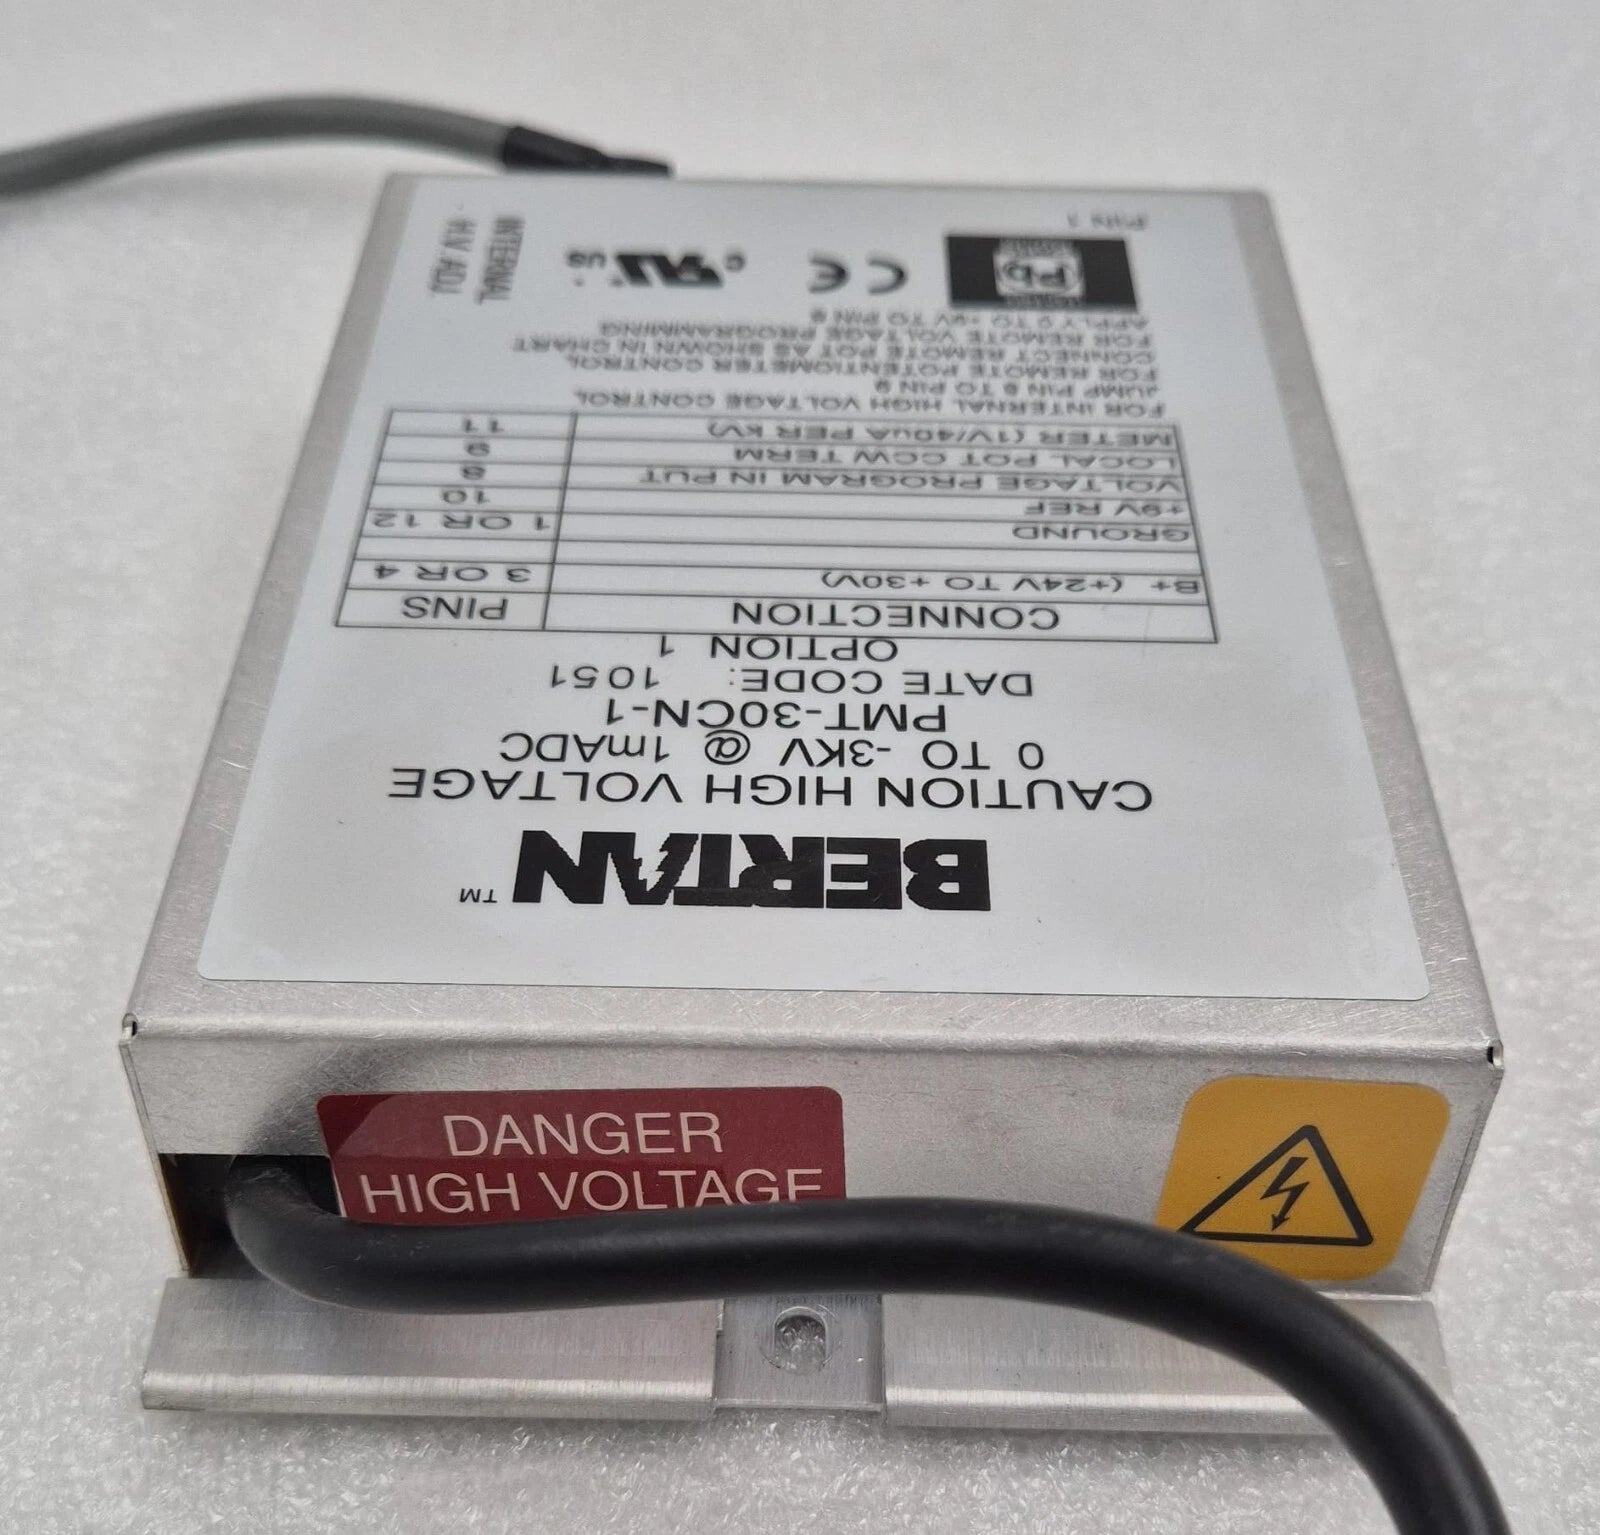 BERTAN™
CAUTION HIGH VOLTAGE
0 TO -3KV @ 1mADC
PMT-30CN-1
DATE CODE: 1051
OPTION 1
CONNECTION PINS
B+ (+24V TO +30V) 3 OR 4
GROUND 1 OR 12
+9V REF 10
VOLTAGE PROGRAM IN PUT 8
LOCAL POT CCW TERM 9
METER (1V/40uA PER KV) 11
FOR INTERNAL HIGH VOLTAGE CONTROL
JUMP PIN 8 TO PIN 9
FOR REMOTE POTENTIOMETER CONTROL
CONNECT REMOTE POT AS SHOWN IN CHART
FOR REMOTE VOLTAGE PROGRAMMING
APPLY 0 TO +9V TO PIN 8
Pb
CE
c RU US
INTERNAL
H.V ADJ
PIN 1
DANGER
HIGH VOLTAGE